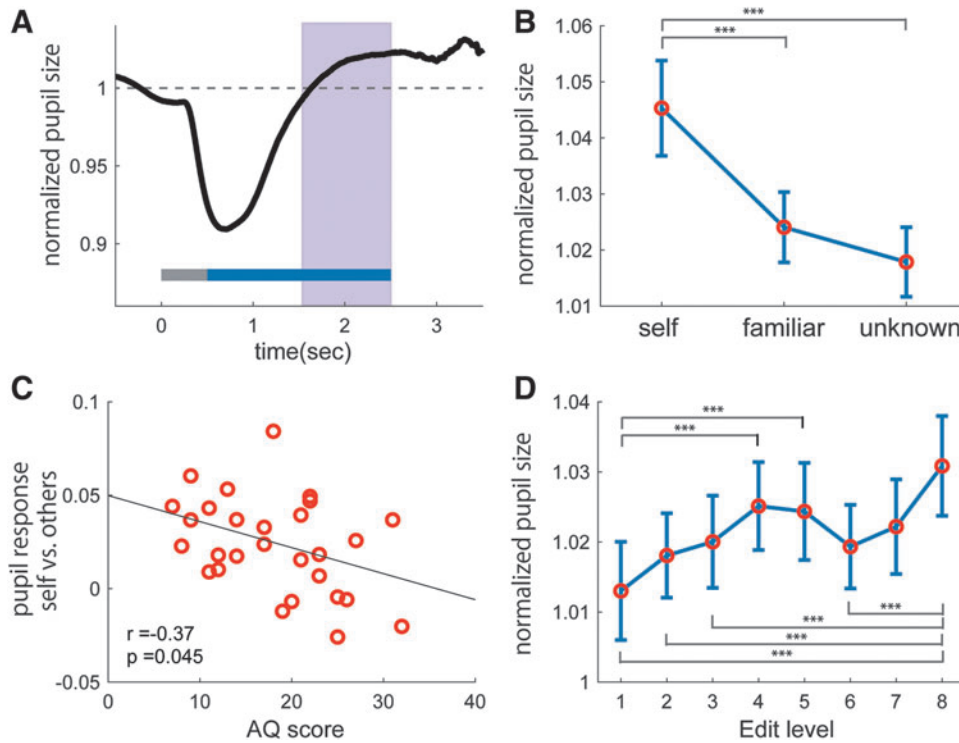 A
normalized pupil size
1
0.95
0.9
0 1 2 3
time(sec)
B
***
***
normalized pupil size
1.06
1.05
1.04
1.03
1.02
1.01
self familiar unknown
C
pupil response
self vs. others
0.1
0.05
0
-0.05
r =-0.37
p =0.045
0 10 20 30 40
AQ score
D
***
***
normalized pupil size
1.04
1.03
1.02
1.01
1
***
***
***
***
1 2 3 4 5 6 7 8
Edit level